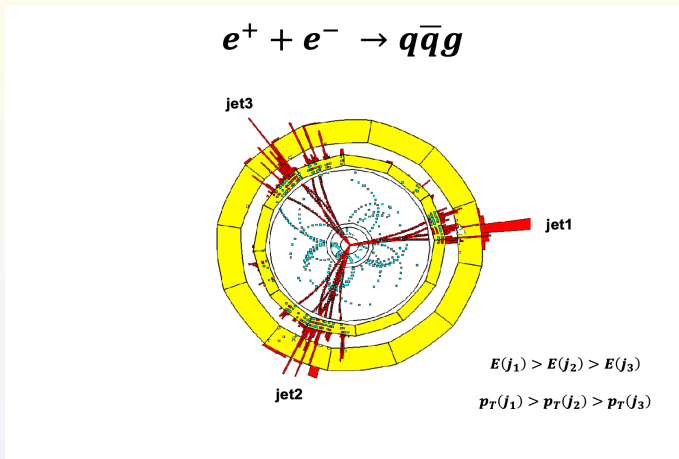 e⁺ + e⁻ → qq̅g
jet3
jet1
E(j₁) > E(j₂) > E(j₃)
jet2
p_T(j₁) > p_T(j₂) > p_T(j₃)